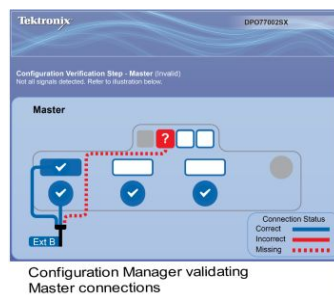 Tektronix
DPO77002SX
Configuration Verification Step - Master (Invalid)
Not all signals detected. Refer to illustration below.
Master
?
Ext B
Connection Status
Correct
Incorrect
Missing
Configuration Manager validating
Master connections